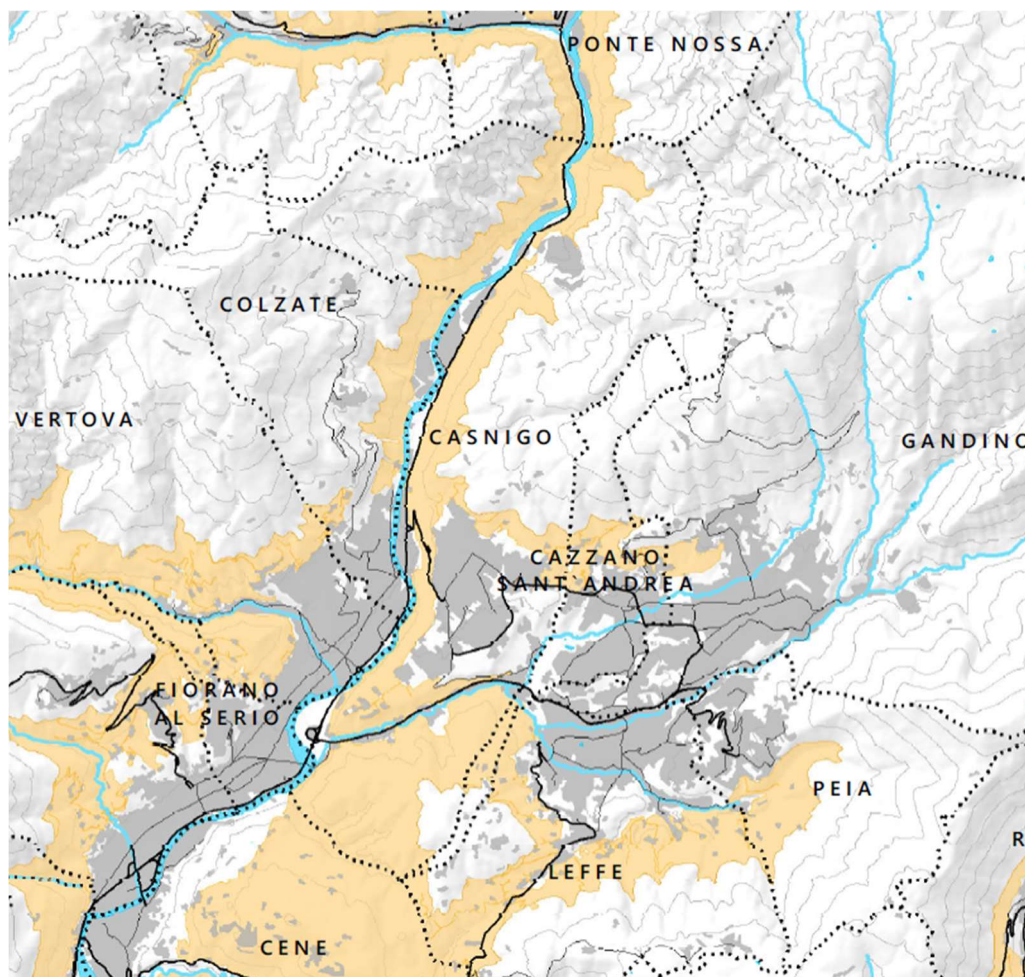 PONTE NOSSA
COLZATE
VERTOVA
CASNIGO
GANDINO
CAZZANO
SANT ANDREA
FIORANO
AL SERIO
PEIA
LEFFE
R
CENE